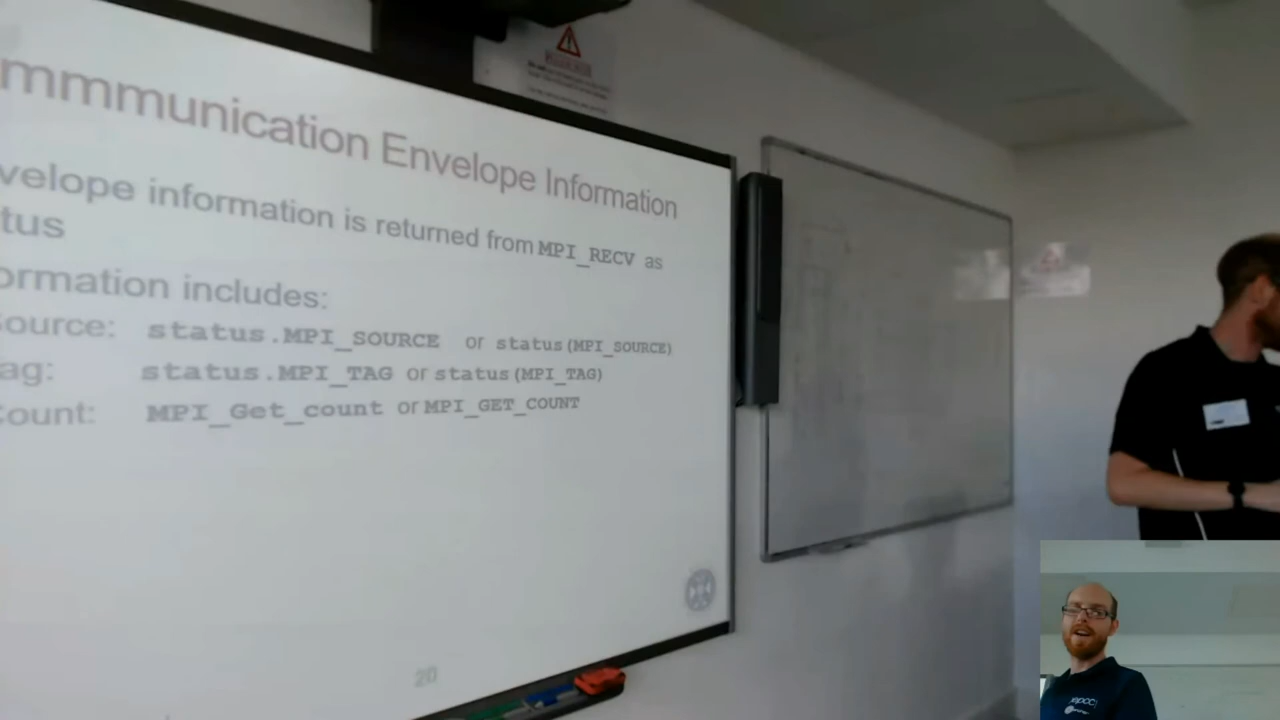 mmmunication Envelope Information
velope information is returned from MPI_RECV as
tus
ormation includes:
Source: status.MPI_SOURCE or status(MPI_SOURCE)
ag: status.MPI_TAG or status(MPI_TAG)
Count: MPI_Get_count or MPI_GET_COUNT
20
epcc